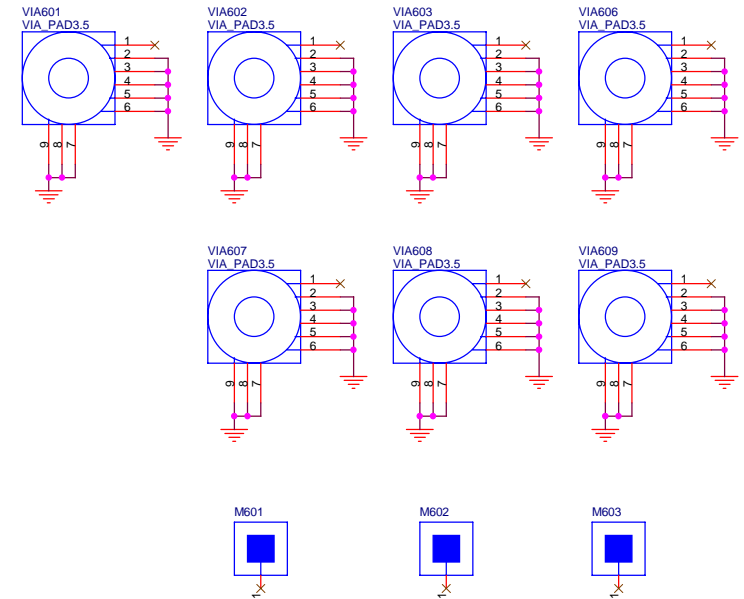 VIA601 VIA602 VIA603 VIA606
VIA_PAD3.5 VIA_PAD3.5 VIA_PAD3.5 VIA_PAD3.5
1 1 1 1
2 2 2 2
3 3 3 3
4 4 4 4
5 5 5 5
6 6 6 6
9 8 7 9 8 7 9 8 7 9 8 7
VIA607 VIA608 VIA609
VIA_PAD3.5 VIA_PAD3.5 VIA_PAD3.5
1 1 1
2 2 2
3 3 3
4 4 4
5 5 5
6 6 6
9 8 7 9 8 7 9 8 7
M601 M602 M603
1 1 1